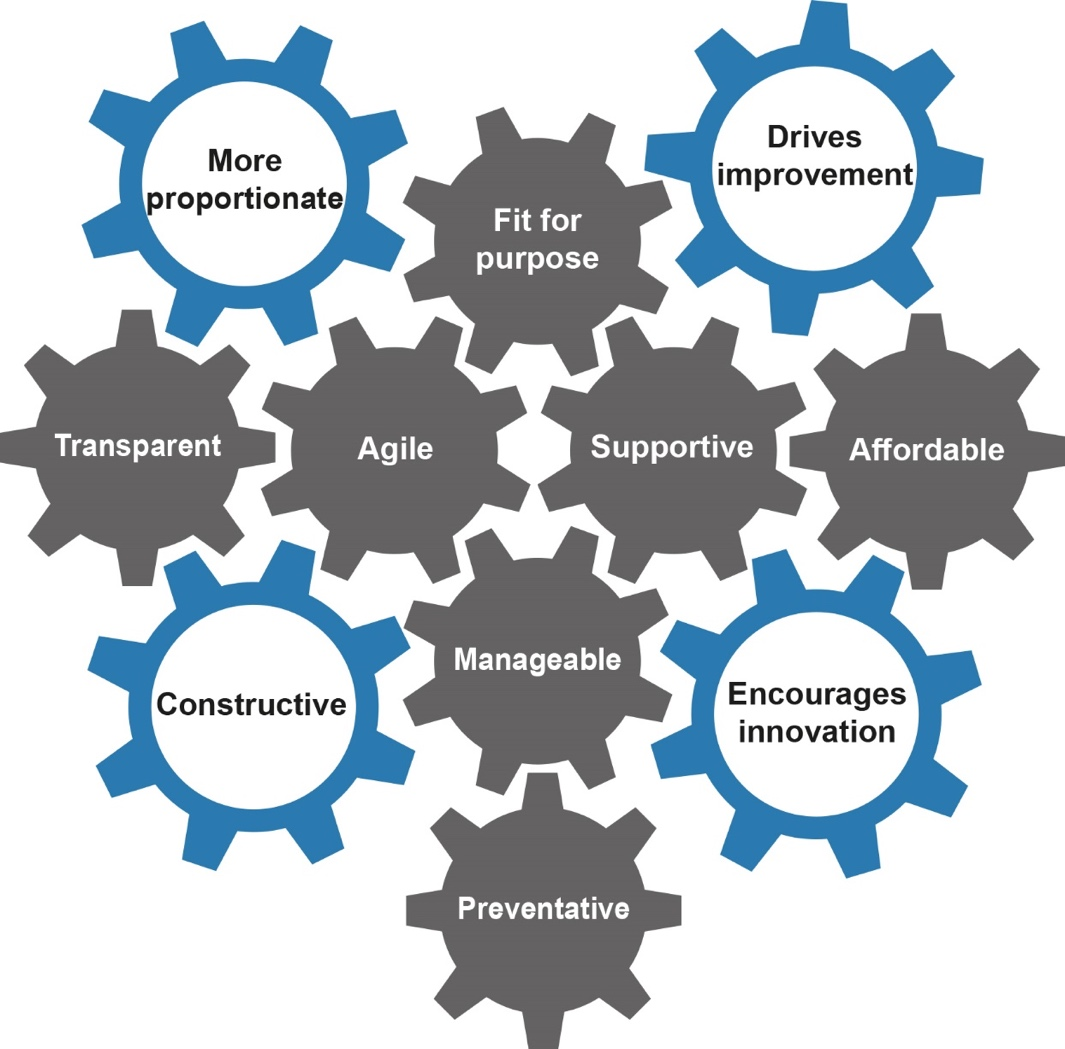 More
proportionate
Fit for
purpose
Drives
improvement
Transparent
Agile
Supportive
Affordable
Constructive
Manageable
Encourages
innovation
Preventative